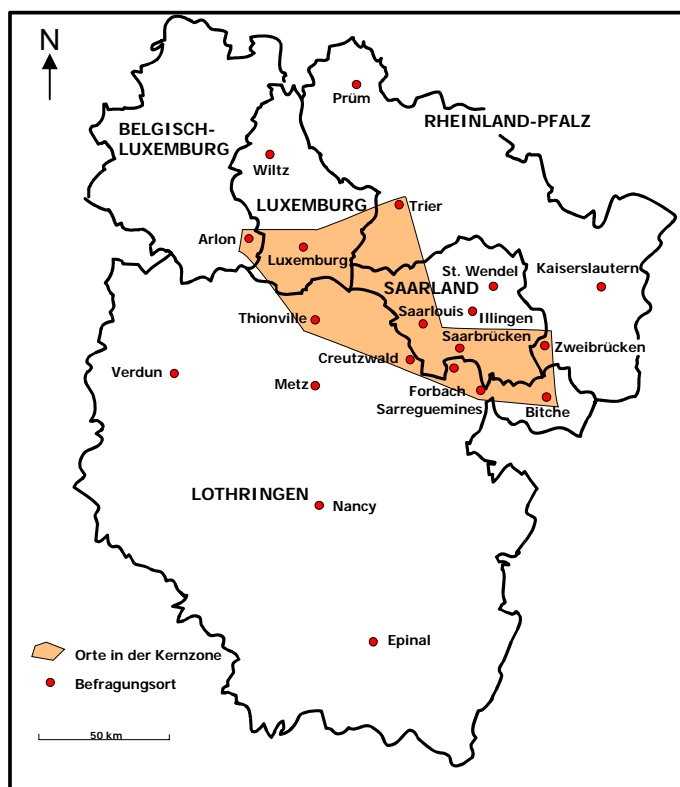 N
Prüm
RHEINLAND-PFALZ
BELGISCH-
LUXEMBURG
Wiltz
LUXEMBURG
Trier
Arlon
Luxemburg
St. Wendel
Kaiserslautern
SAARLAND
Saarlouis
Illingen
Thionville
Saarbrücken
Zweibrücken
Creutzwald
Verdun
Metz
Forbach
Sarreguemines
Bitche
LOTHRINGEN
Nancy
Epinal
Orte in der Kernzone
Befragungsort
50 km